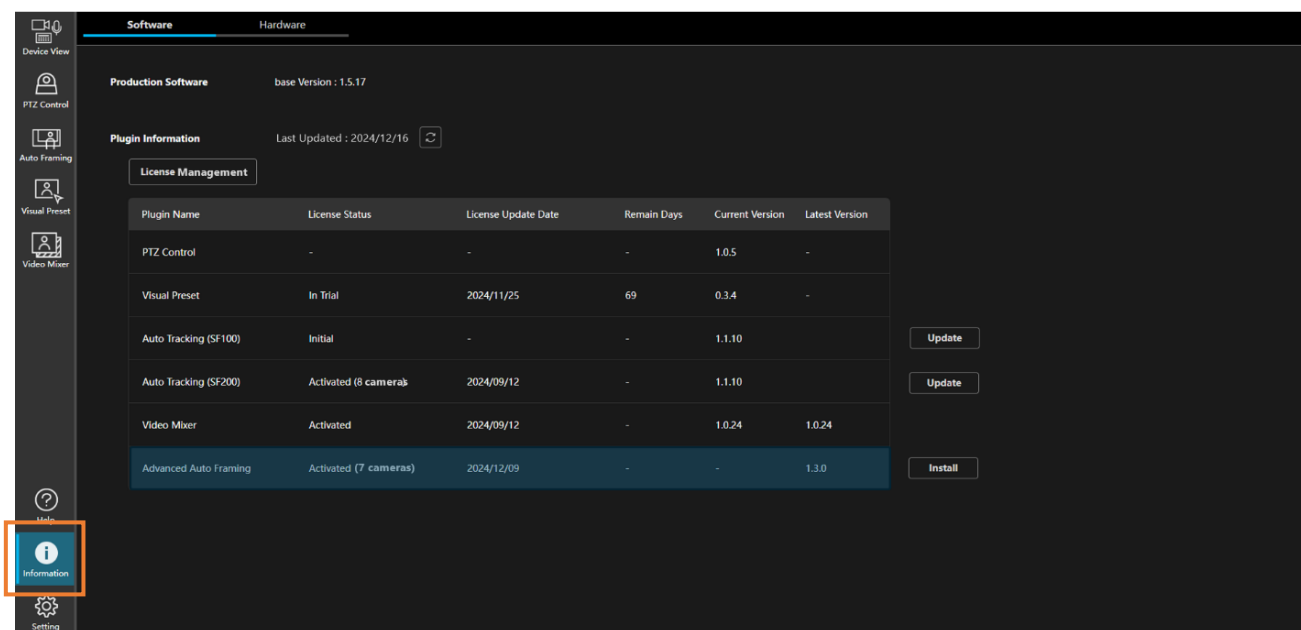 Software Hardware
Device View
PTZ Control
Auto Framing
Visual Preset
Video Mixer
Help
Information
Setting
Production Software base Version : 1.5.17
Plugin Information Last Updated : 2024/12/16
License Management
Plugin Name License Status License Update Date Remain Days Current Version Latest Version
PTZ Control - - - 1.0.5 -
Visual Preset In Trial 2024/11/25 69 0.3.4 -
Auto Tracking (SF100) Initial - - 1.1.10 Update
Auto Tracking (SF200) Activated (8 cameras) 2024/09/12 - 1.1.10 Update
Video Mixer Activated 2024/09/12 - 1.0.24 1.0.24
Advanced Auto Framing Activated (7 cameras) 2024/12/09 - - 1.3.0 Install